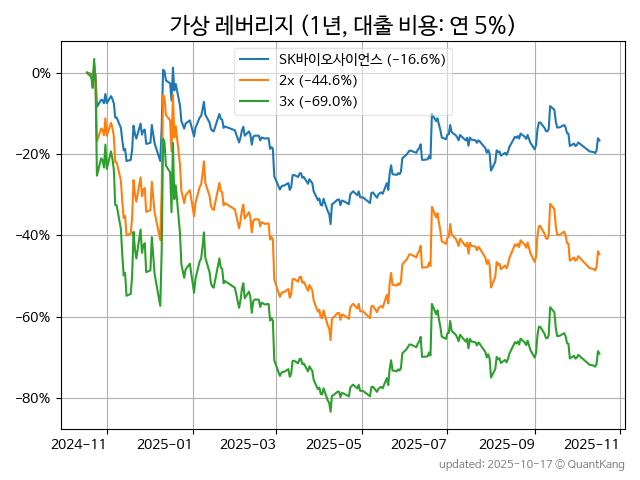 가상 레버리지 (1년, 대출 비용: 연 5%)
SK바이오사이언스 (−16.6%)
2x (−44.6%)
3x (−69.0%)
0%
−20%
−40%
−60%
−80%
2024−11 2025−01 2025−03 2025−05 2025−07 2025−09 2025−11
updated: 2025-10-17 © QuantKang